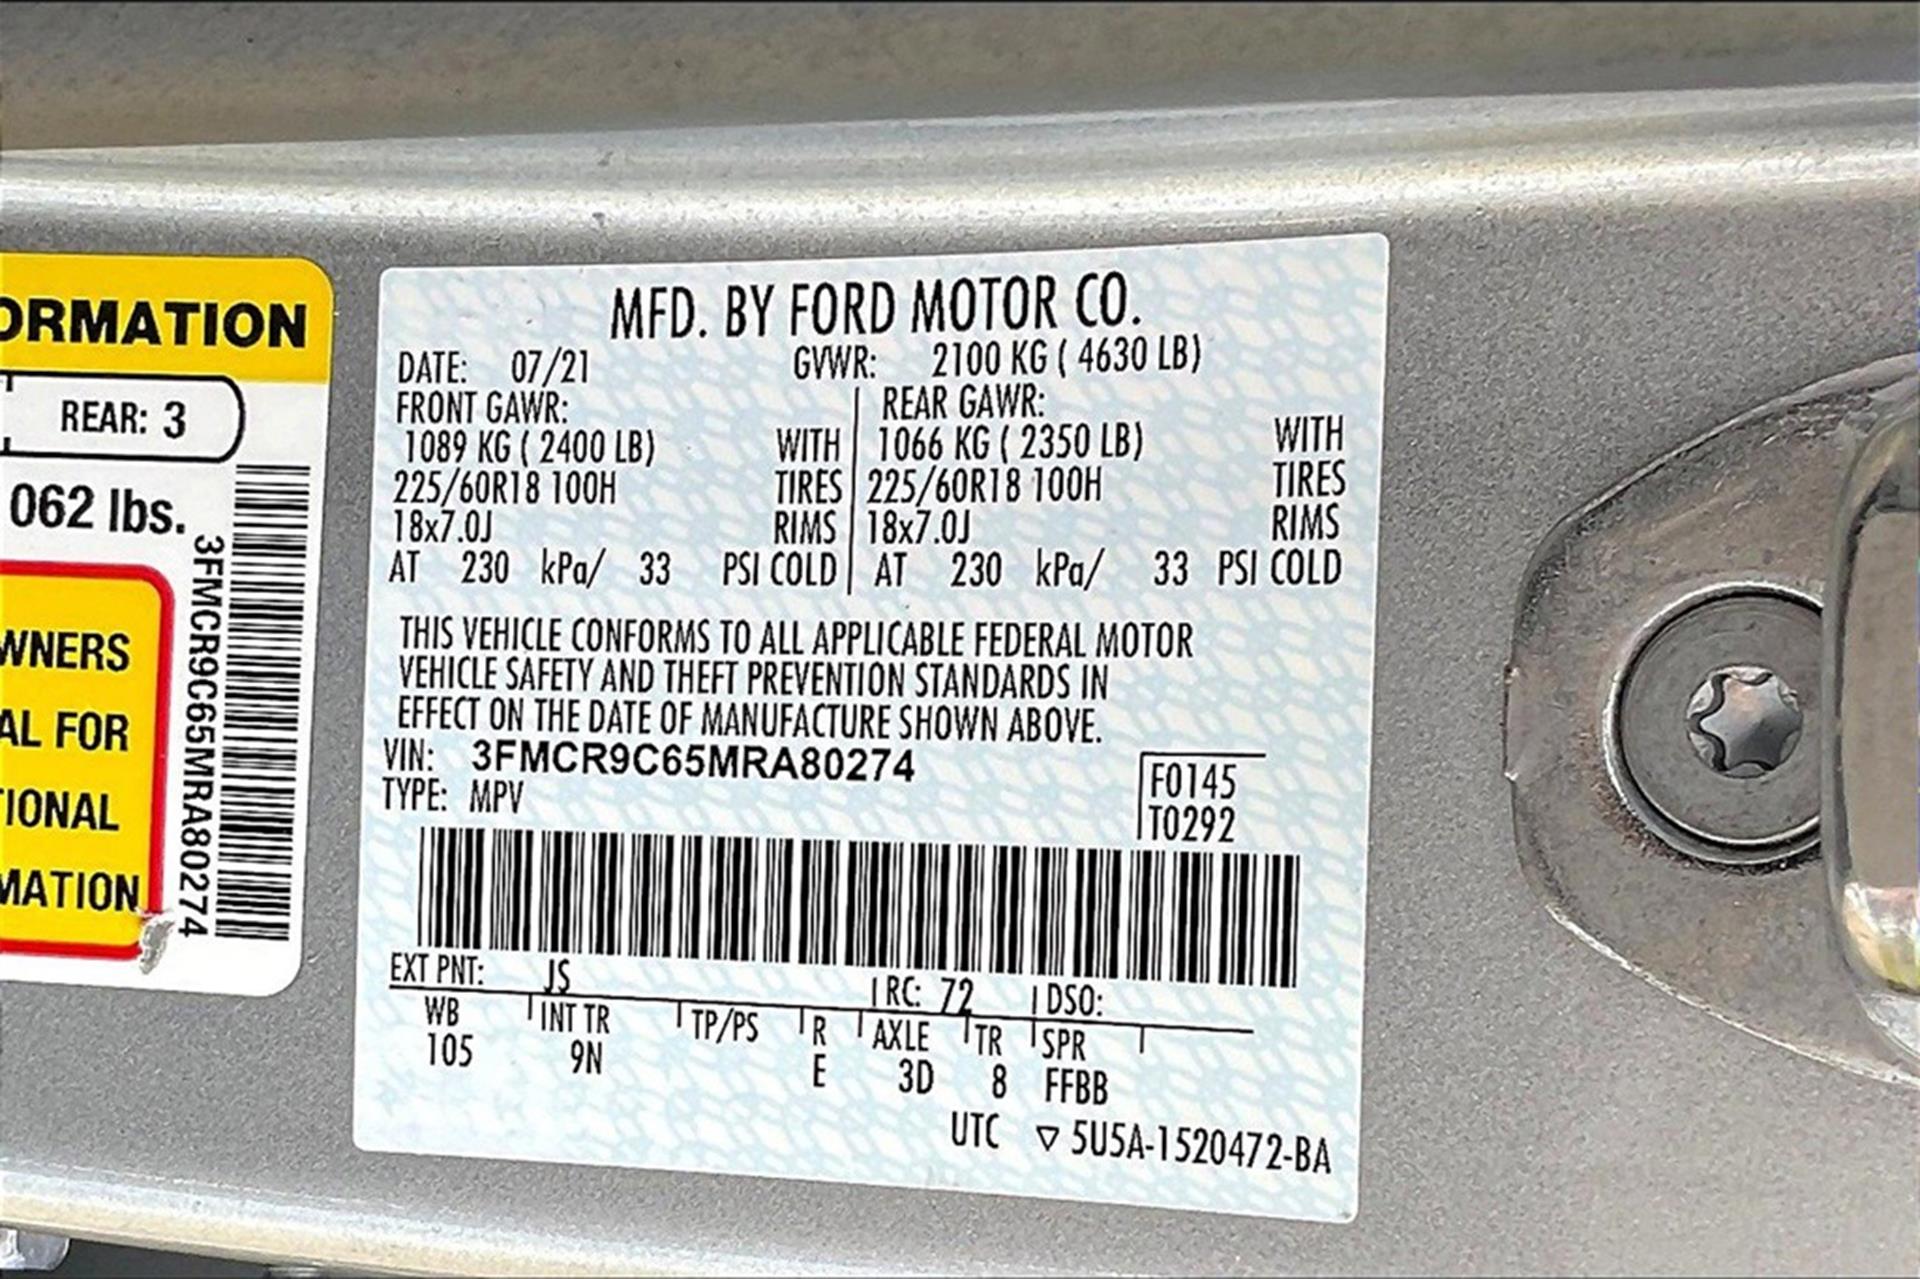 ORMATION
REAR: 3
062 lbs.
3FMCR9C65MRA80274
WNERS
AL FOR
IONAL
MATION
MFD. BY FORD MOTOR CO.
DATE: 07/21 GVWR: 2100 KG ( 4630 LB)
FRONT GAWR: REAR GAWR:
1089 KG ( 2400 LB) WITH 1066 KG ( 2350 LB) WITH
225/60R18 100H TIRES 225/60R18 100H TIRES
18x7.0J RIMS 18x7.0J RIMS
AT 230 kPa/ 33 PSI COLD AT 230 kPa/ 33 PSI COLD
THIS VEHICLE CONFORMS TO ALL APPLICABLE FEDERAL MOTOR
VEHICLE SAFETY AND THEFT PREVENTION STANDARDS IN
EFFECT ON THE DATE OF MANUFACTURE SHOWN ABOVE.
VIN: 3FMCR9C65MRA80274
TYPE: MPV
F0145
T0292
EXT PNT: JS RC: 72 DSO:
WB INT TR TP/PS R AXLE TR SPR
105 9N E 3D 8 FFBB
UTC ▽ 5U5A-1520472-BA